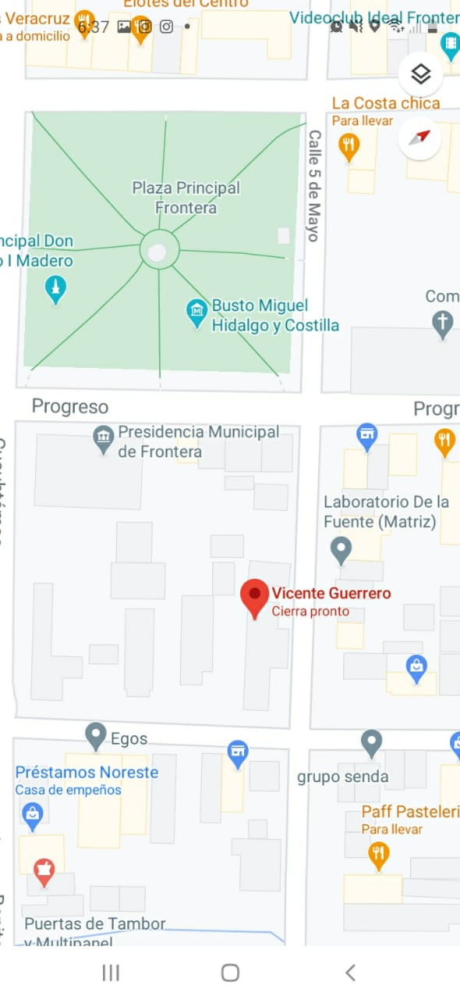 Elotes del Centro
Veracruz
a a domicilio
6:37
Videoclub Ideal Fronter
La Costa chica
Para llevar
Calle 5 de Mayo
Plaza Principal
Frontera
ncipal Don
o I Madero
Busto Miguel
Hidalgo y Costilla
Com
Progreso
Progr
Presidencia Municipal
de Frontera
Laboratorio De la
Fuente (Matriz)
Vicente Guerrero
Cierra pronto
Egos
Préstamos Noreste
Casa de empeños
grupo senda
Paff Pasteleri
Para llevar
Puertas de Tambor
y Multipanel